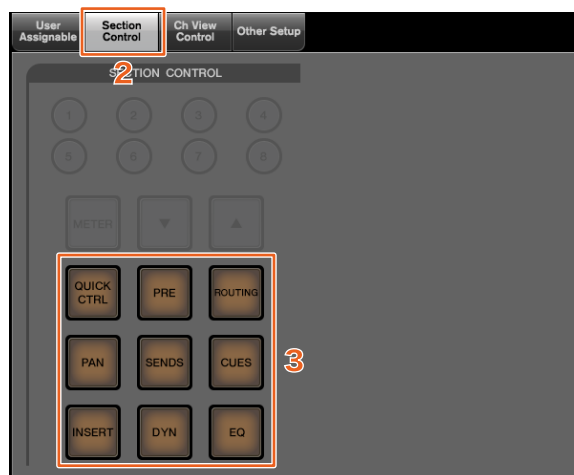 User Assignable
Section Control
Ch View Control
Other Setup
2
SECTION CONTROL
1 2 3 4
5 6 7 8
METER ▼ ▲
QUICK CTRL PRE ROUTING
PAN SENDS CUES
3
INSERT DYN EQ